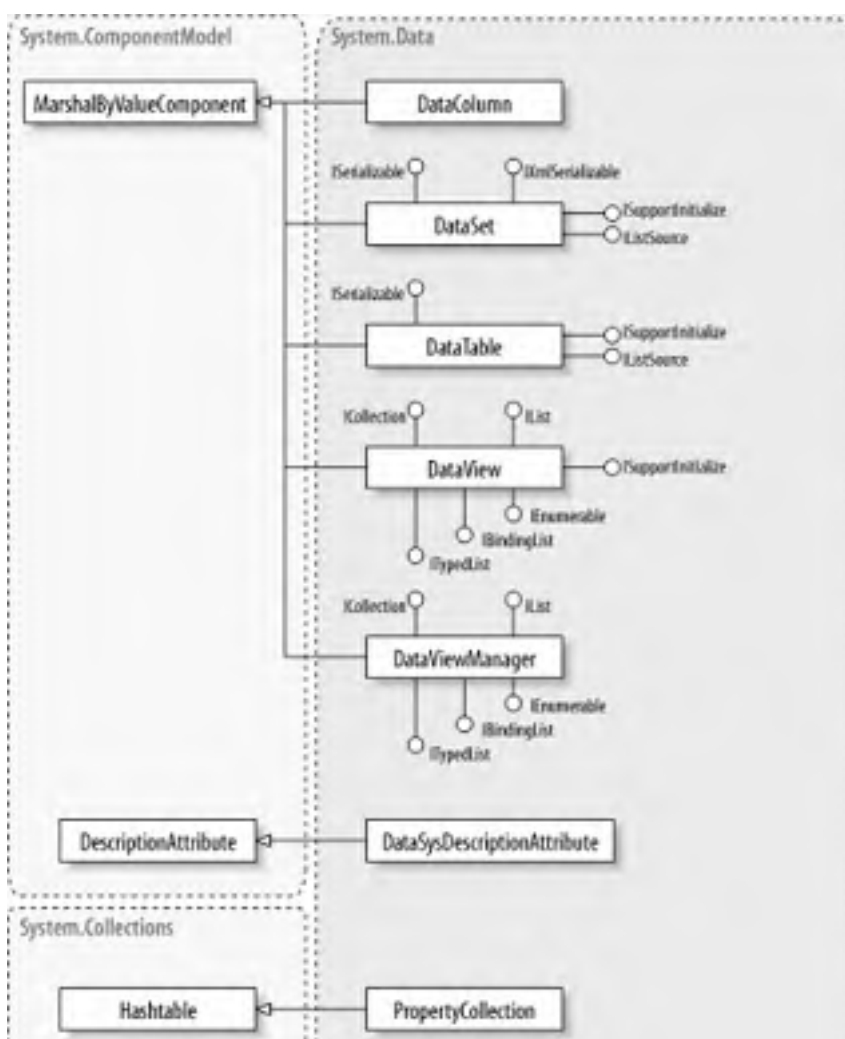 System.ComponentModel
System.Data
MarshalByValueComponent
DataColumn
ISerializable
IXmlSerializable
DataSet
ISupportInitialize
IListSource
ISerializable
DataTable
ISupportInitialize
IListSource
ICollection
IList
DataView
ISupportInitialize
IEnumerable
IBindingList
ITypedList
ICollection
IList
DataViewManager
IEnumerable
IBindingList
ITypedList
DescriptionAttribute
DataSysDescriptionAttribute
System.Collections
Hashtable
PropertyCollection